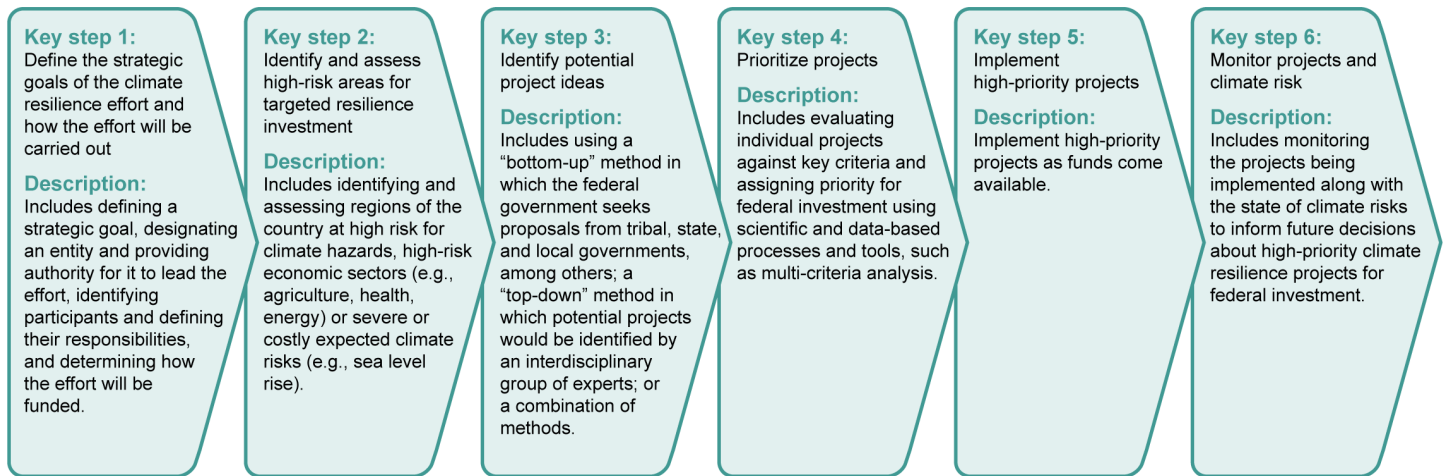 Key step 1:
Define the strategic
goals of the climate
resilience effort and
how the effort will be
carried out
Description:
Includes defining a
strategic goal, designating
an entity and providing
authority for it to lead the
effort, identifying
participants and defining
their responsibilities,
and determining how
the effort will be
funded.
Key step 2:
Identify and assess
high-risk areas for
targeted resilience
investment
Description:
Includes identifying and
assessing regions of the
country at high risk for
climate hazards, high-risk
economic sectors (e.g.,
agriculture, health,
energy) or severe or
costly expected climate
risks (e.g., sea level
rise).
Key step 3:
Identify potential
project ideas
Description:
Includes using a
“bottom-up” method in
which the federal
government seeks
proposals from tribal, state,
and local governments,
among others; a
“top-down” method in
which potential projects
would be identified by
an interdisciplinary
group of experts; or
a combination of
methods.
Key step 4:
Prioritize projects
Description:
Includes evaluating
individual projects
against key criteria and
assigning priority for
federal investment using
scientific and data-based
processes and tools, such
as multi-criteria analysis.
Key step 5:
Implement
high-priority projects
Description:
Implement high-priority
projects as funds come
available.
Key step 6:
Monitor projects and
climate risk
Description:
Includes monitoring
the projects being
implemented along with
the state of climate risks
to inform future decisions
about high-priority climate
resilience projects for
federal investment.